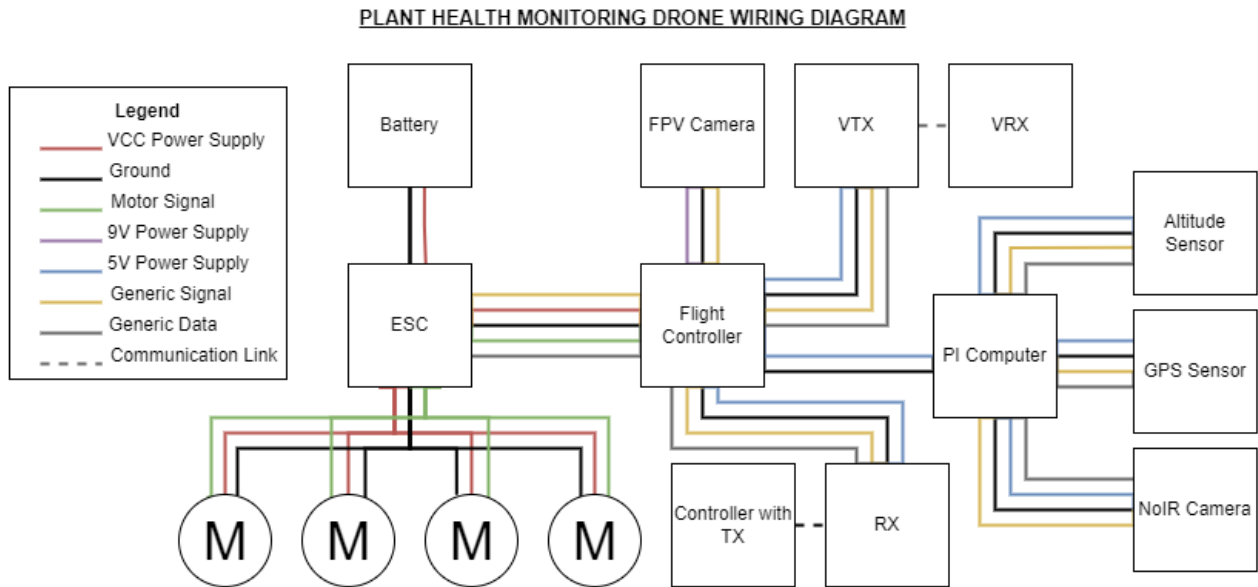 PLANT HEALTH MONITORING DRONE WIRING DIAGRAM
Legend
VCC Power Supply
Ground
Motor Signal
9V Power Supply
5V Power Supply
Generic Signal
Generic Data
Communication Link
Battery
FPV Camera
VTX
VRX
Altitude
Sensor
ESC
Flight
Controller
PI Computer
GPS Sensor
Controller with
TX
RX
NoIR Camera
M
M
M
M